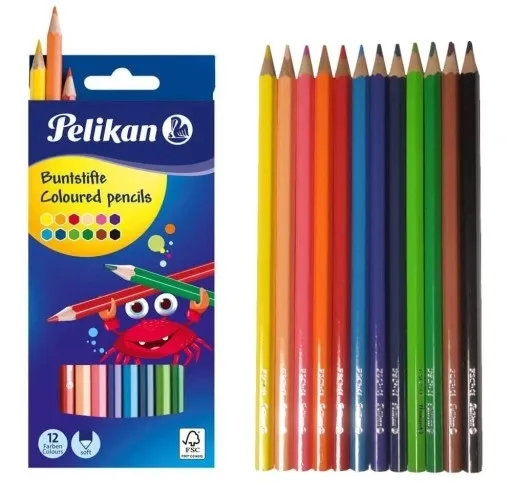 Pelikan
Buntstifte
Coloured pencils
12
Farben
Colours
soft
FSC